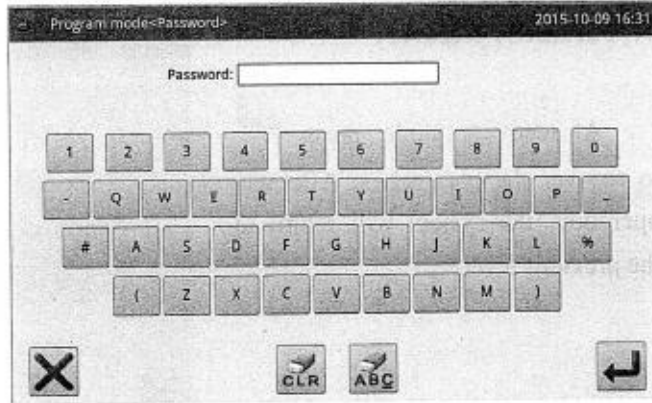 Program mode<Password> 2015-10-09 16:31
Password:
1 2 3 4 5 6 7 8 9 0
- Q W E R T Y U I O P _
# A S D F G H J K L %
( Z X C V B N M )
CLR ABC